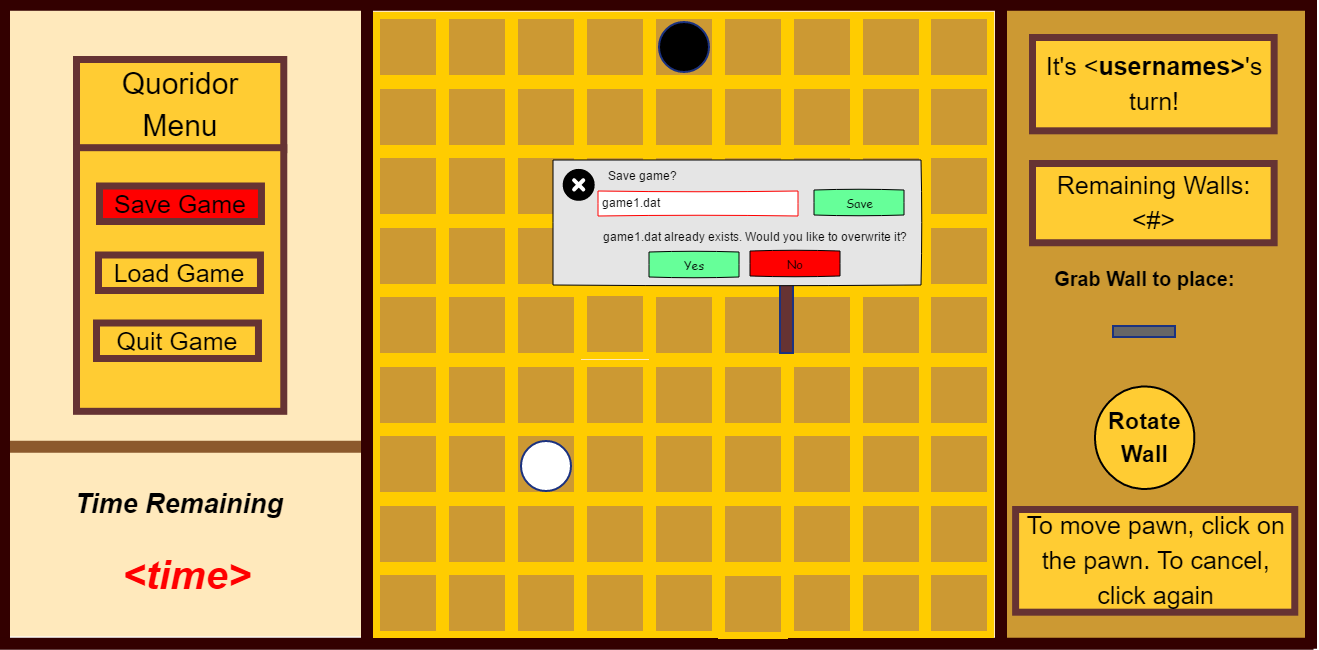 Quoridor
Menu
Save Game
Load Game
Quit Game
Time Remaining
<time>
Save game?
game1.dat
Save
game1.dat already exists. Would you like to overwrite it?
Yes
No
It's <usernames>'s
turn!
Remaining Walls:
<#>
Grab Wall to place:
Rotate
Wall
To move pawn, click on
the pawn. To cancel,
click again